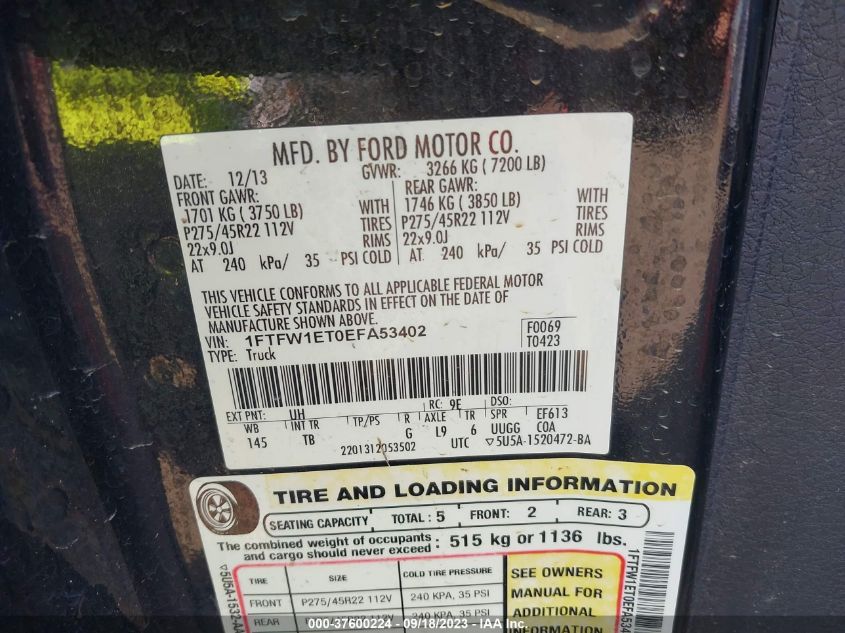 MFD. BY FORD MOTOR CO.
DATE: 12/13 GVWR: 3266 KG ( 7200 LB)
FRONT GAWR: REAR GAWR:
1701 KG ( 3750 LB) WITH 1746 KG ( 3850 LB) WITH
P275/45R22 112V TIRES P275/45R22 112V TIRES
22x9.0J RIMS 22x9.0J RIMS
AT 240 kPa/ 35 PSI COLD AT 240 kPa/ 35 PSI COLD
THIS VEHICLE CONFORMS TO ALL APPLICABLE FEDERAL MOTOR
VEHICLE SAFETY STANDARDS IN EFFECT ON THE DATE OF
MANUFACTURE SHOWN ABOVE.
VIN: 1FTFW1ET0EFA53402 F0069
TYPE: Truck T0423
EXT PNT: UH RC: 9E DSO:
WB INT TR TP/PS R AXLE TR SPR EF613
145 TB G L9 6 UUGG COA
2201312053502 UTC ▽5U5A-1520472-BA
TIRE AND LOADING INFORMATION
SEATING CAPACITY TOTAL: 5 FRONT: 2 REAR: 3
The combined weight of occupants and cargo should never exceed : 515 kg or 1136 lbs.
TIRE SIZE COLD TIRE PRESSURE
FRONT P275/45R22 112V 240 KPA, 35 PSI
REAR 240 KPA, 35 PSI
SEE OWNERS
MANUAL FOR
ADDITIONAL
INFORMATION
000-37600224 - 09/18/2023 - IAA Inc.